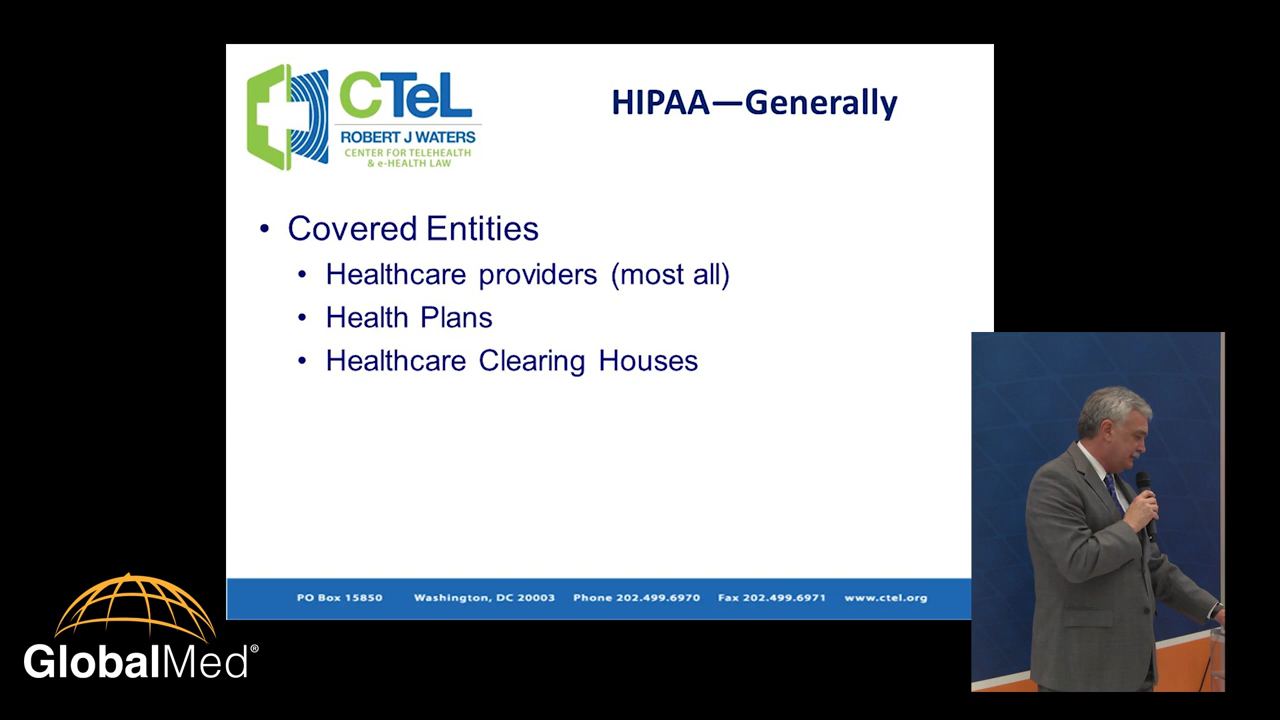 CTeL
ROBERT J WATERS
CENTER FOR TELEHEALTH
& e-HEALTH LAW
HIPAA—Generally
• Covered Entities
• Healthcare providers (most all)
• Health Plans
• Healthcare Clearing Houses
PO Box 15850 Washington, DC 20003 Phone 202.499.6970 Fax 202.499.6971 www.ctel.org
GlobalMed®